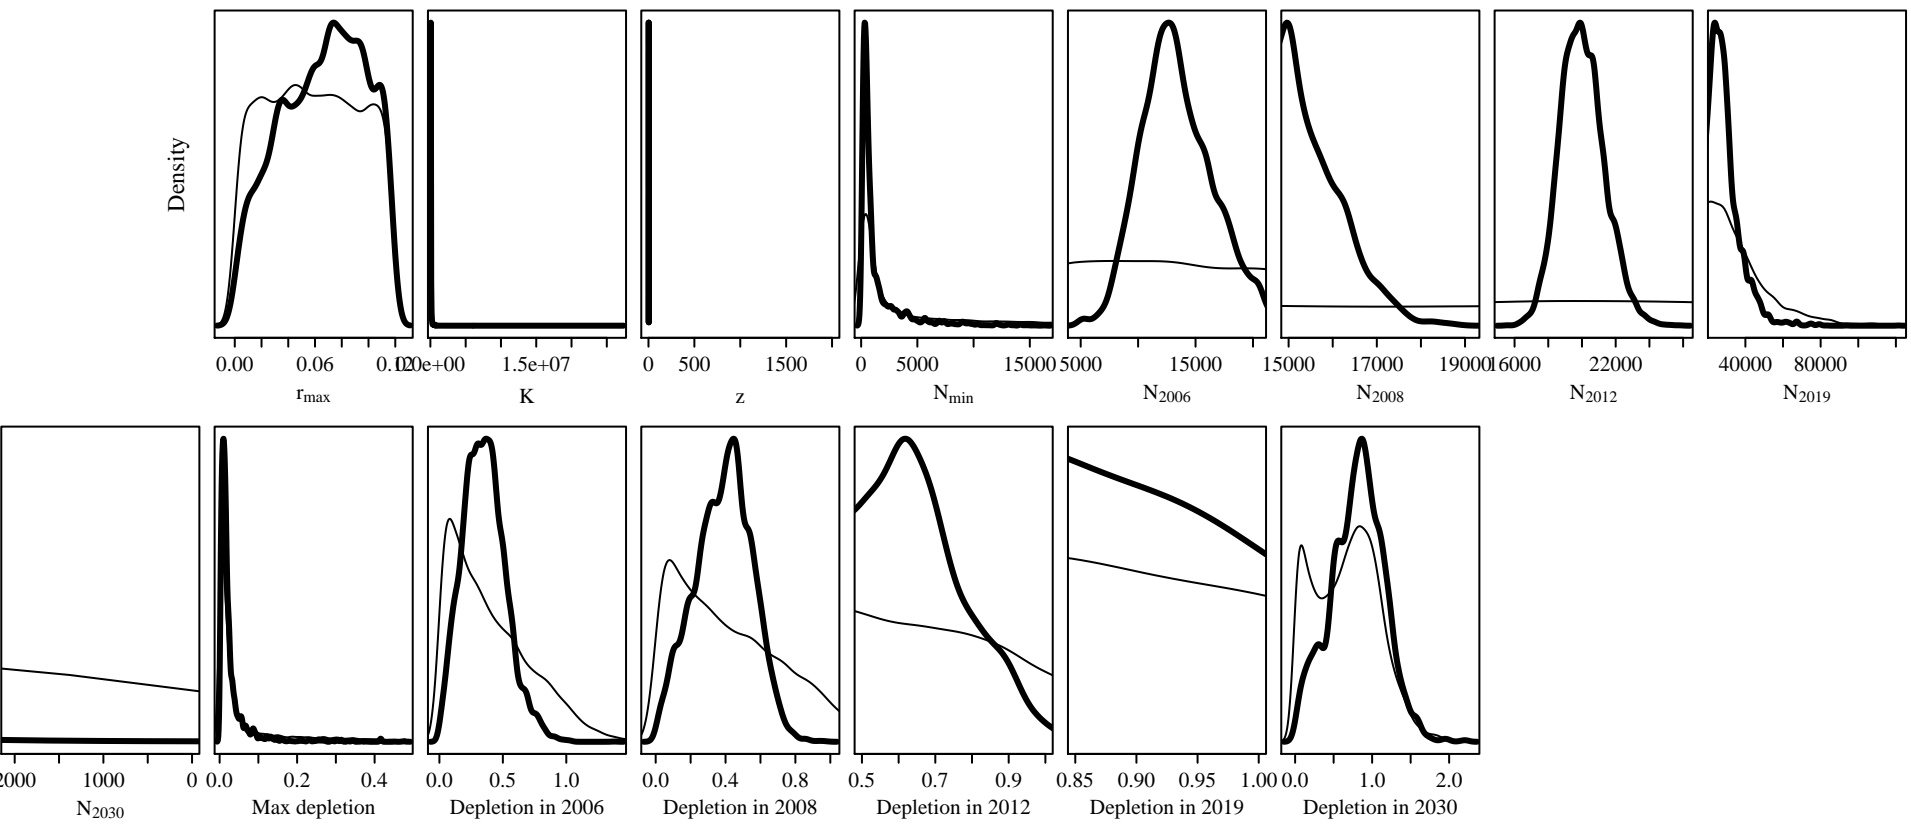 Density
0.00 0.06 0.12
0.0e+00 1.5e+07
0 500 1500
0 5000 15000
5000 15000
15000 17000 19000
16000 22000
40000 80000
rmax
K
z
Nmin
N2006
N2008
N2012
N2019
2000 1000 0
0.0 0.2 0.4
0.0 0.5 1.0
0.0 0.4 0.8
0.5 0.7 0.9
0.85 0.90 0.95 1.00
0.0 1.0 2.0
N2030
Max depletion
Depletion in 2006
Depletion in 2008
Depletion in 2012
Depletion in 2019
Depletion in 2030